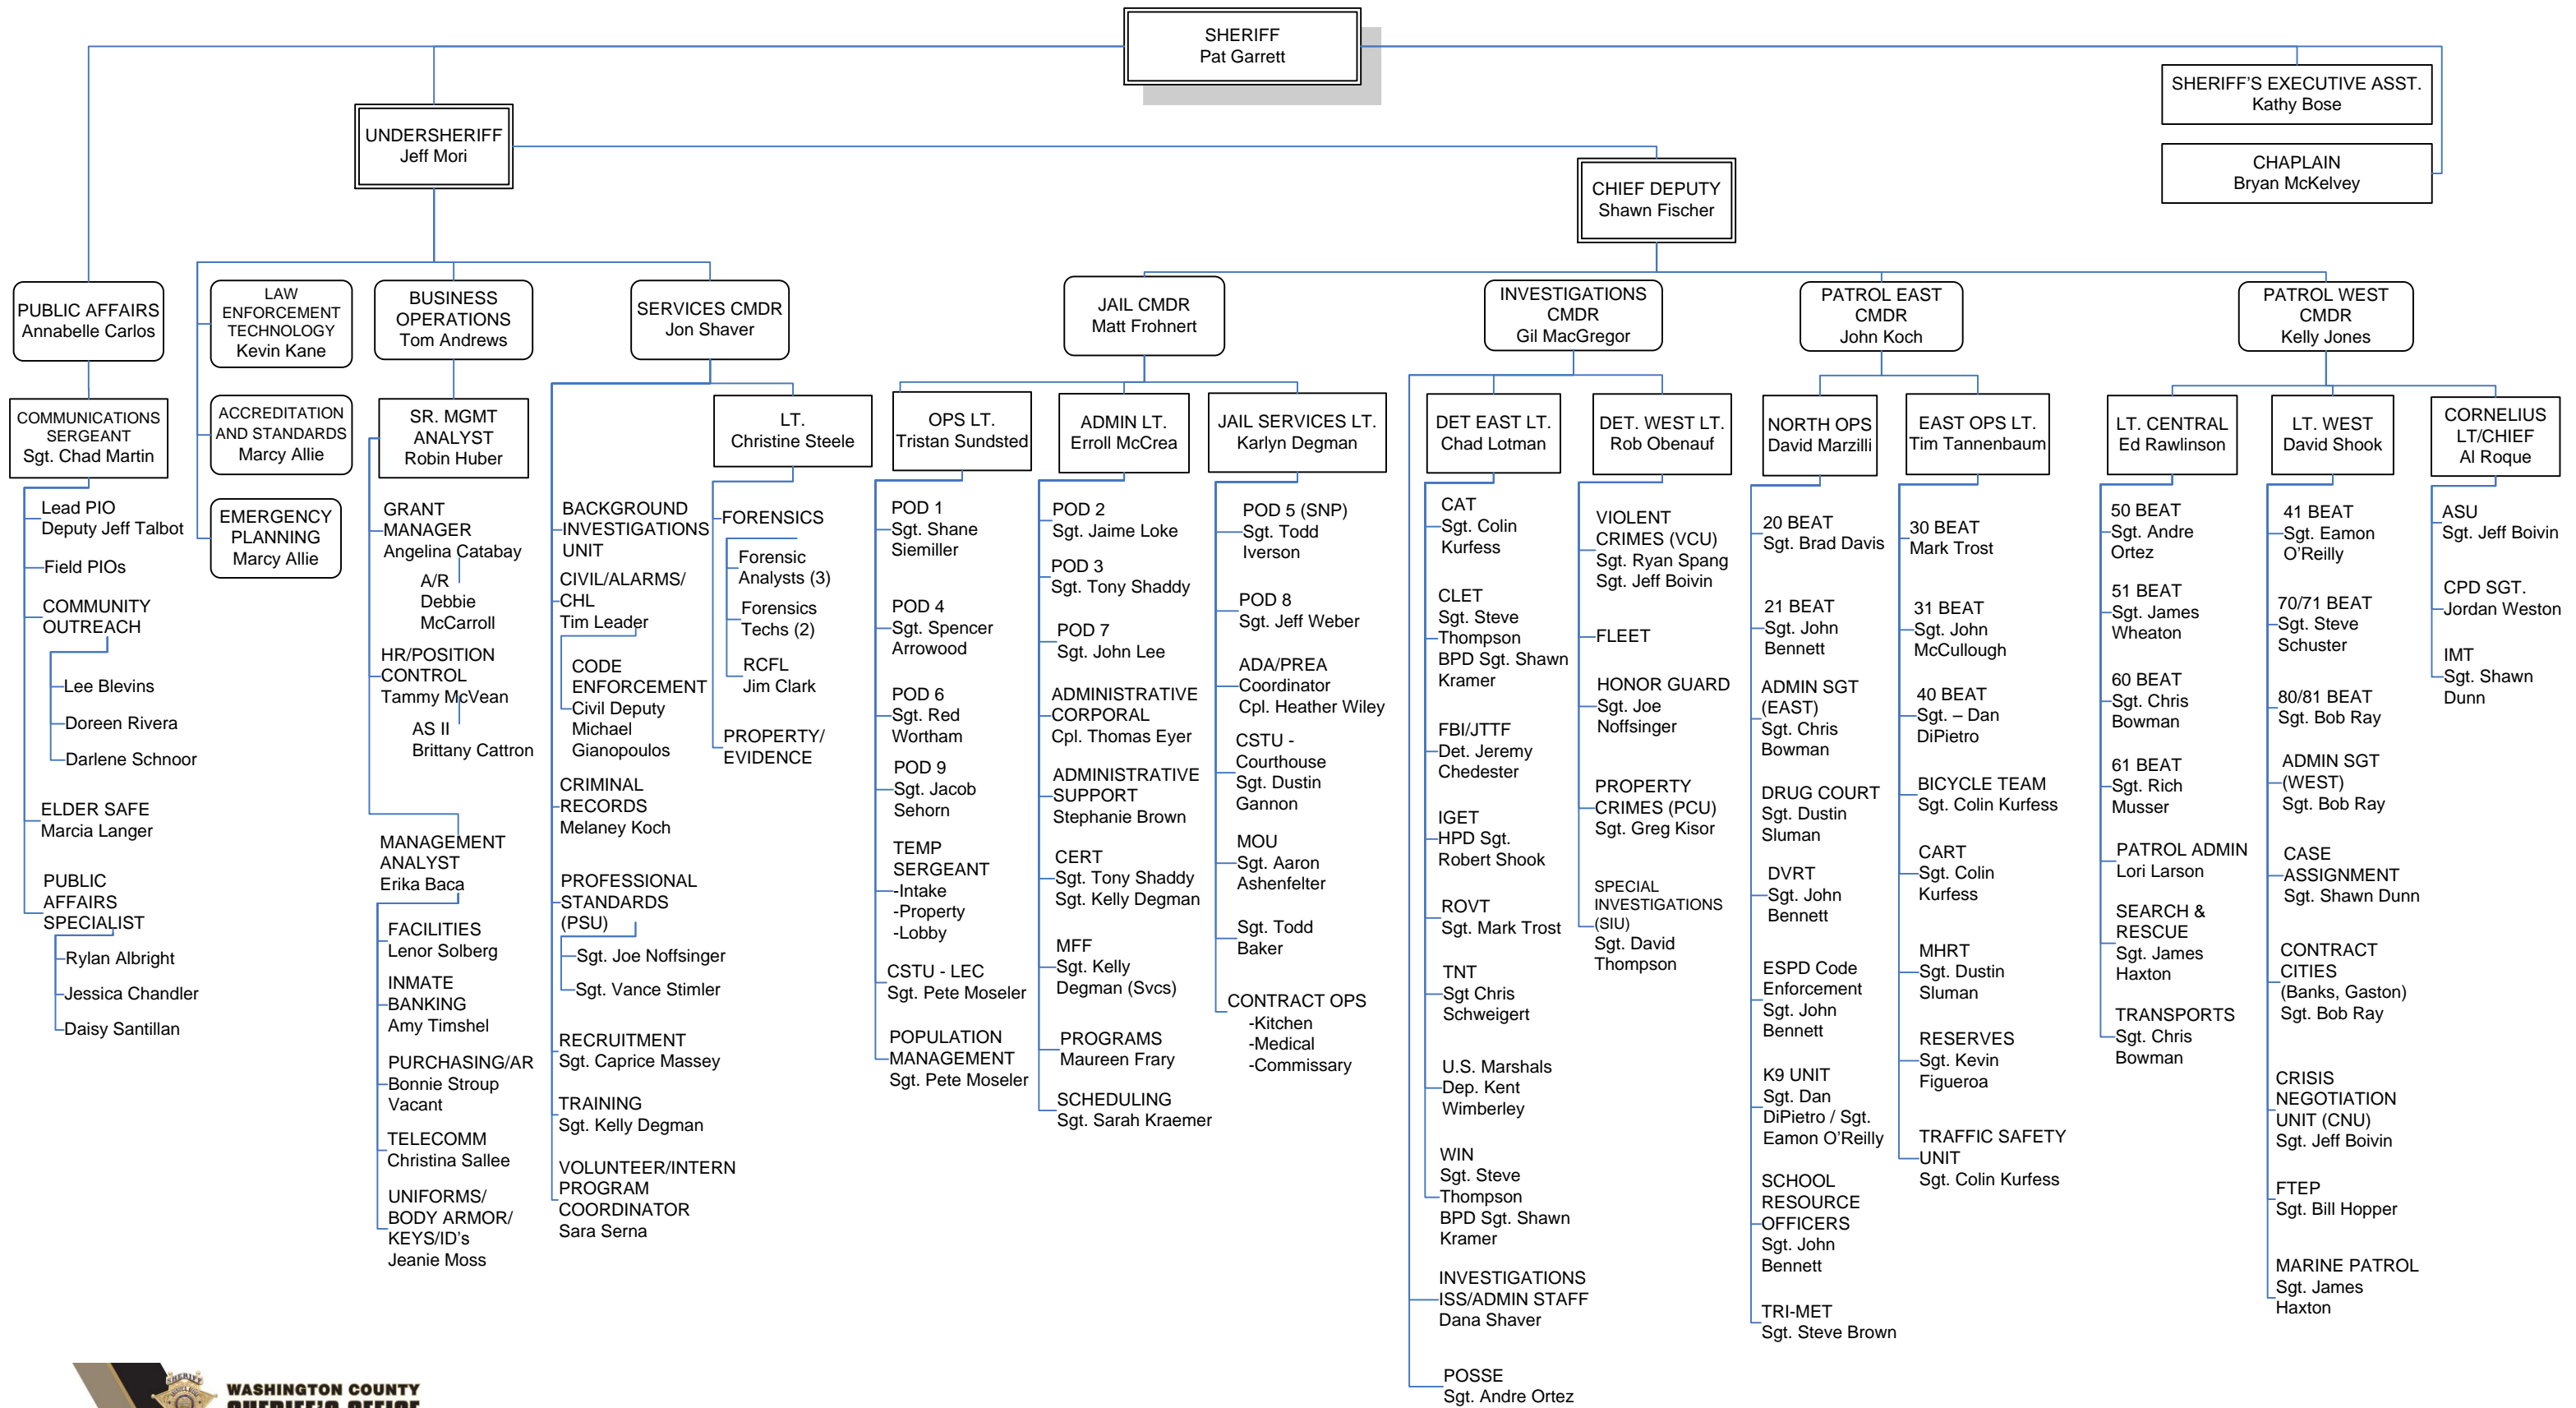 SHERIFF
Pat Garrett
SHERIFF'S EXECUTIVE ASST.
Kathy Bose
CHAPLAIN
Bryan McKelvey
UNDERSHERIFF
Jeff Mori
CHIEF DEPUTY
Shawn Fischer
PUBLIC AFFAIRS
Annabelle Carlos
COMMUNICATIONS
SERGEANT
Sgt. Chad Martin
Lead PIO
Deputy Jeff Talbot
Field PIOs
COMMUNITY
OUTREACH
Lee Blevins
Doreen Rivera
Darlene Schnoor
ELDER SAFE
Marcia Langer
PUBLIC
AFFAIRS
SPECIALIST
Rylan Albright
Jessica Chandler
Daisy Santillan
LAW
ENFORCEMENT
TECHNOLOGY
Kevin Kane
ACCREDITATION
AND STANDARDS
Marcy Allie
EMERGENCY
PLANNING
Marcy Allie
BUSINESS
OPERATIONS
Tom Andrews
SR. MGMT
ANALYST
Robin Huber
GRANT
MANAGER
Angelina Catabay
A/R
Debbie
McCarroll
HR/POSITION
CONTROL
Tammy McVean
AS II
Brittany Cattron
MANAGEMENT
ANALYST
Erika Baca
FACILITIES
Lenor Solberg
INMATE
BANKING
Amy Timshel
PURCHASING/AR
Bonnie Stroup
Vacant
TELECOMM
Christina Sallee
UNIFORMS/
BODY ARMOR/
KEYS/ID's
Jeanie Moss
SERVICES CMDR
Jon Shaver
BACKGROUND
INVESTIGATIONS
UNIT
CIVIL/ALARMS/
CHL
Tim Leader
CODE
ENFORCEMENT
Civil Deputy
Michael
Gianopoulos
CRIMINAL
RECORDS
Melaney Koch
PROFESSIONAL
STANDARDS
(PSU)
Sgt. Joe Noffsinger
Sgt. Vance Stimler
RECRUITMENT
Sgt. Caprice Massey
TRAINING
Sgt. Kelly Degman
VOLUNTEER/INTERN
PROGRAM
COORDINATOR
Sara Serna
LT.
Christine Steele
FORENSICS
Forensic
Analysts (3)
Forensics
Techs (2)
RCFL
Jim Clark
PROPERTY/
EVIDENCE
JAIL CMDR
Matt Frohnert
OPS LT.
Tristan Sundsted
POD 1
Sgt. Shane
Siemiller
POD 4
Sgt. Spencer
Arrowood
POD 6
Sgt. Red
Wortham
POD 9
Sgt. Jacob
Sehorn
TEMP
SERGEANT
-Intake
-Property
-Lobby
CSTU - LEC
Sgt. Pete Moseler
POPULATION
MANAGEMENT
Sgt. Pete Moseler
ADMIN LT.
Erroll McCrea
POD 2
Sgt. Jaime Loke
POD 3
Sgt. Tony Shaddy
POD 7
Sgt. John Lee
ADMINISTRATIVE
CORPORAL
Cpl. Thomas Eyer
ADMINISTRATIVE
SUPPORT
Stephanie Brown
CERT
Sgt. Tony Shaddy
Sgt. Kelly Degman
MFF
Sgt. Kelly
Degman (Svcs)
PROGRAMS
Maureen Frary
SCHEDULING
Sgt. Sarah Kraemer
JAIL SERVICES LT.
Karlyn Degman
POD 5 (SNP)
Sgt. Todd
Iverson
POD 8
Sgt. Jeff Weber
ADA/PREA
Coordinator
Cpl. Heather Wiley
CSTU -
Courthouse
Sgt. Dustin
Gannon
MOU
Sgt. Aaron
Ashenfelter
Sgt. Todd
Baker
CONTRACT OPS
-Kitchen
-Medical
-Commissary
INVESTIGATIONS
CMDR
Gil MacGregor
DET EAST LT.
Chad Lotman
CAT
Sgt. Colin
Kurfess
CLET
Sgt. Steve
Thompson
BPD Sgt. Shawn
Kramer
FBI/JTTF
Det. Jeremy
Chedester
IGET
HPD Sgt.
Robert Shook
ROVT
Sgt. Mark Trost
TNT
Sgt Chris
Schweigert
U.S. Marshals
Dep. Kent
Wimberley
WIN
Sgt. Steve
Thompson
BPD Sgt. Shawn
Kramer
INVESTIGATIONS
ISS/ADMIN STAFF
Dana Shaver
POSSE
Sgt. Andre Ortez
DET. WEST LT.
Rob Obenauf
VIOLENT
CRIMES (VCU)
Sgt. Ryan Spang
Sgt. Jeff Boivin
FLEET
HONOR GUARD
Sgt. Joe
Noffsinger
PROPERTY
CRIMES (PCU)
Sgt. Greg Kisor
SPECIAL
INVESTIGATIONS
(SIU)
Sgt. David
Thompson
PATROL EAST
CMDR
John Koch
NORTH OPS
David Marzilli
20 BEAT
Sgt. Brad Davis
21 BEAT
Sgt. John
Bennett
ADMIN SGT
(EAST)
Sgt. Chris
Bowman
DRUG COURT
Sgt. Dustin
Sluman
DVRT
Sgt. John
Bennett
ESPD Code
Enforcement
Sgt. John
Bennett
K9 UNIT
Sgt. Dan
DiPietro / Sgt.
Eamon O'Reilly
SCHOOL
RESOURCE
OFFICERS
Sgt. John
Bennett
TRI-MET
Sgt. Steve Brown
EAST OPS LT.
Tim Tannenbaum
30 BEAT
Mark Trost
31 BEAT
Sgt. John
McCullough
40 BEAT
Sgt. – Dan
DiPietro
BICYCLE TEAM
Sgt. Colin Kurfess
CART
Sgt. Colin
Kurfess
MHRT
Sgt. Dustin
Sluman
RESERVES
Sgt. Kevin
Figueroa
TRAFFIC SAFETY
UNIT
Sgt. Colin Kurfess
PATROL WEST
CMDR
Kelly Jones
LT. CENTRAL
Ed Rawlinson
50 BEAT
Sgt. Andre
Ortez
51 BEAT
Sgt. James
Wheaton
60 BEAT
Sgt. Chris
Bowman
61 BEAT
Sgt. Rich
Musser
PATROL ADMIN
Lori Larson
SEARCH &
RESCUE
Sgt. James
Haxton
TRANSPORTS
Sgt. Chris
Bowman
LT. WEST
David Shook
41 BEAT
Sgt. Eamon
O'Reilly
70/71 BEAT
Sgt. Steve
Schuster
80/81 BEAT
Sgt. Bob Ray
ADMIN SGT
(WEST)
Sgt. Bob Ray
CASE
ASSIGNMENT
Sgt. Shawn Dunn
CONTRACT
CITIES
(Banks, Gaston)
Sgt. Bob Ray
CRISIS
NEGOTIATION
UNIT (CNU)
Sgt. Jeff Boivin
FTEP
Sgt. Bill Hopper
MARINE PATROL
Sgt. James
Haxton
CORNELIUS
LT/CHIEF
Al Roque
ASU
Sgt. Jeff Boivin
CPD SGT.
Jordan Weston
IMT
Sgt. Shawn
Dunn
SHERIFF
WASHINGTON COUNTY
SHERIFF'S OFFICE